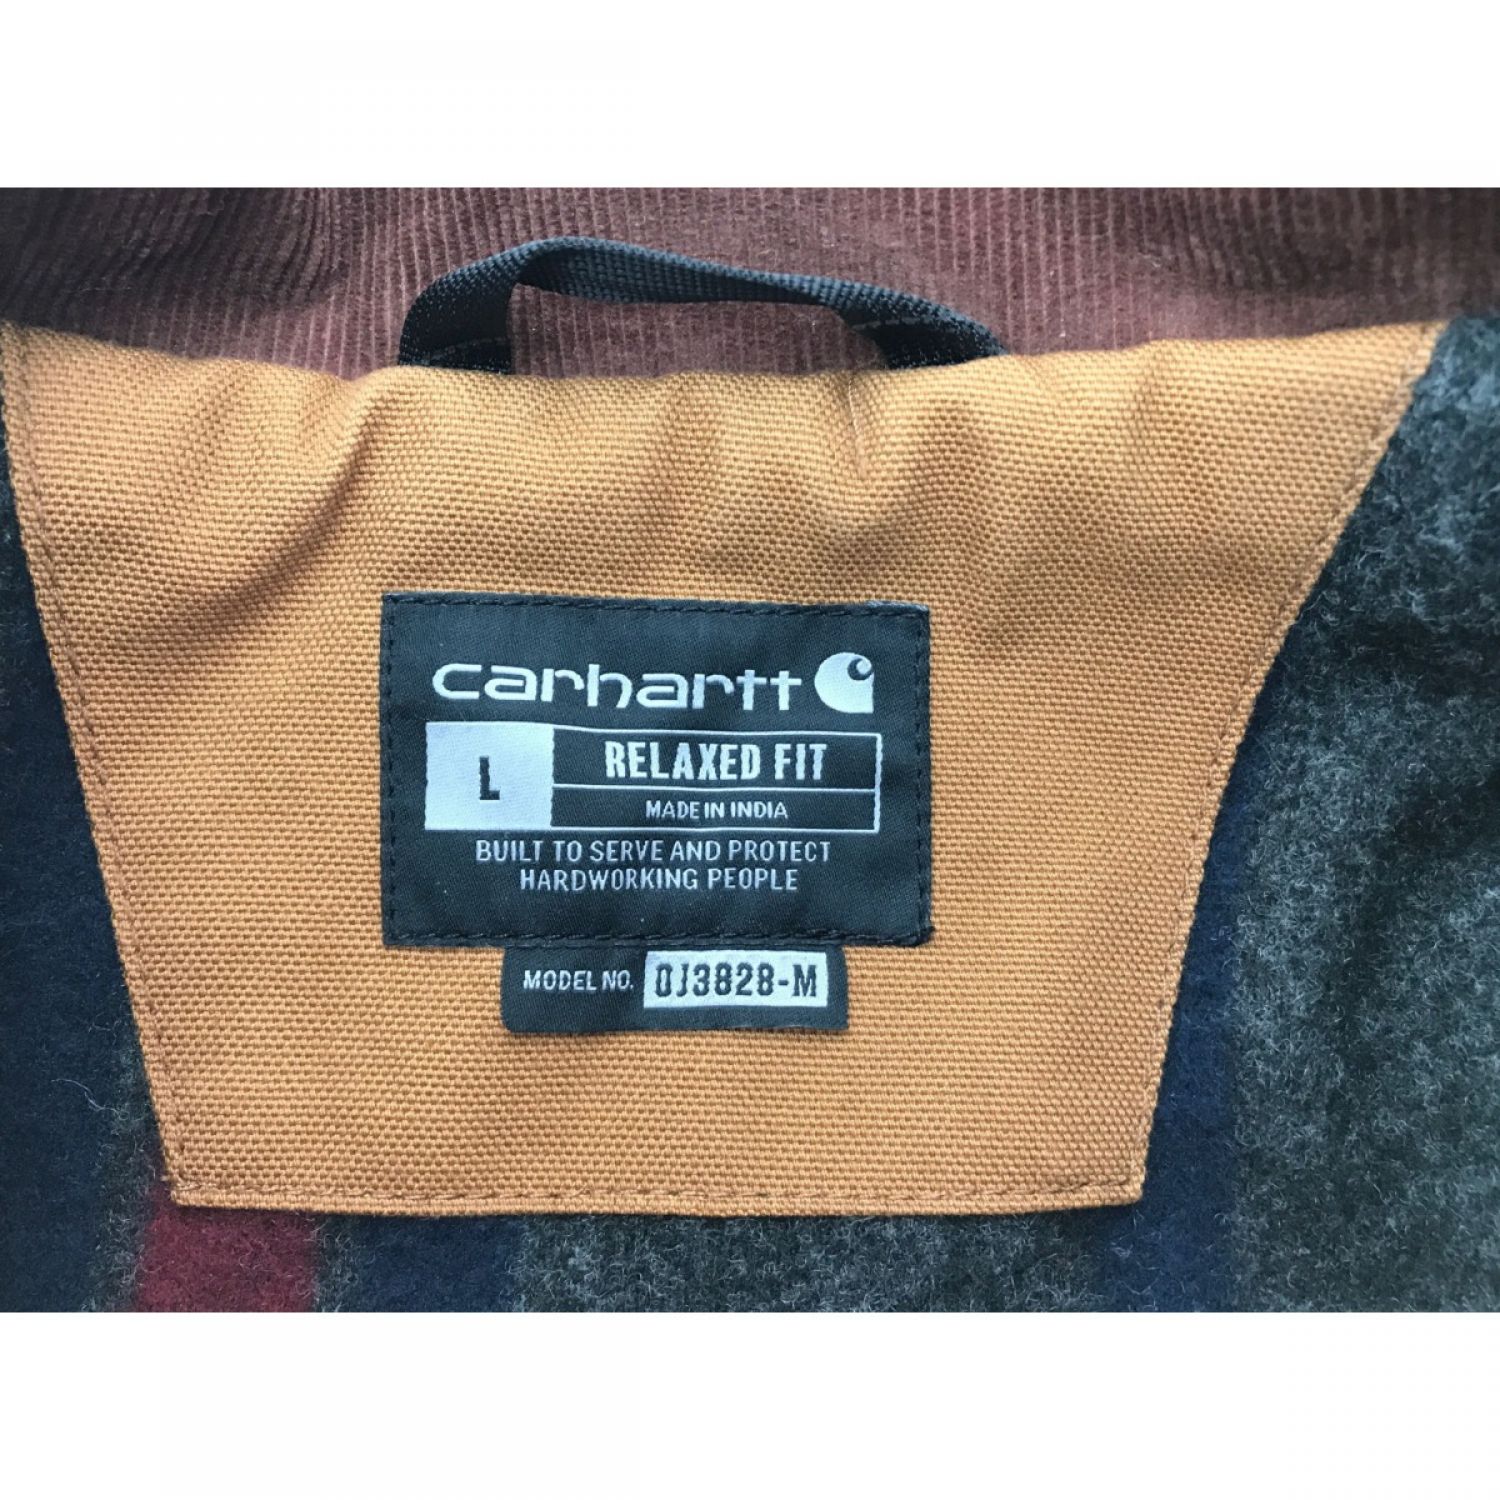 carhartt
L RELAXED FIT
MADE IN INDIA
BUILT TO SERVE AND PROTECT
HARDWORKING PEOPLE
MODEL NO. OJ3828-M